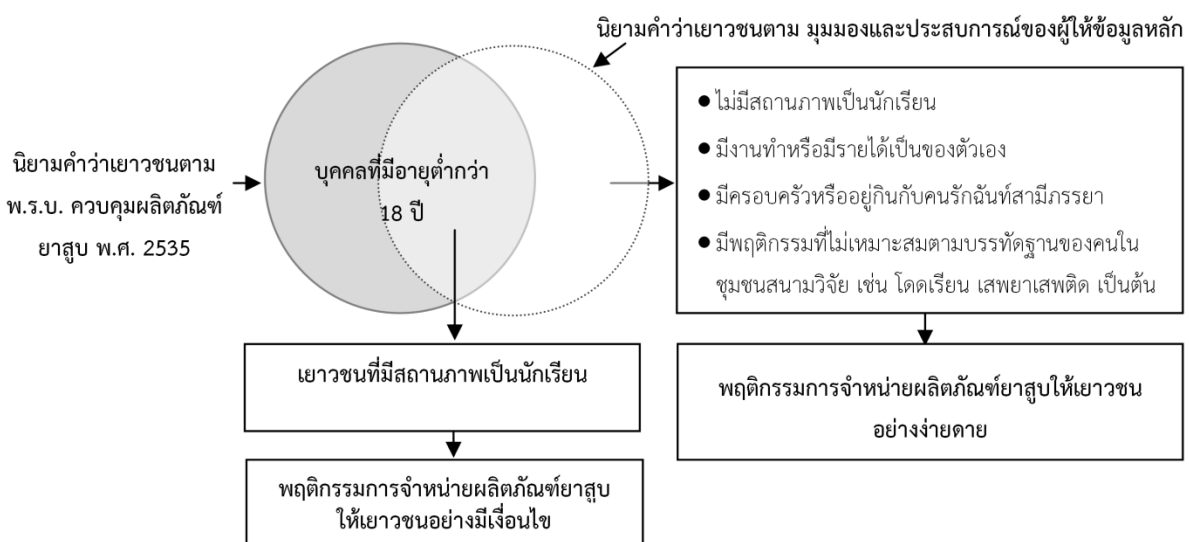 นิยามคำว่าเยาวชนตาม มุมมองและประสบการณ์ของผู้ให้ข้อมูลหลัก
นิยามคำว่าเยาวชนตาม
พ.ร.บ. ควบคุมผลิตภัณฑ์
ยาสูบ พ.ศ. 2535
บุคคลที่มีอายุต่ำกว่า
18 ปี
● ไม่มีสถานภาพเป็นนักเรียน
● มีงานทำหรือมีรายได้เป็นของตัวเอง
● มีครอบครัวหรืออยู่กินกับคนรักฉันท์สามีภรรยา
● มีพฤติกรรมที่ไม่เหมาะสมตามบรรทัดฐานของคนใน
ชุมชนสนามวิจัย เช่น โดดเรียน เสพยาเสพติด เป็นต้น
เยาวชนที่มีสถานภาพเป็นนักเรียน
พฤติกรรมการจำหน่ายผลิตภัณฑ์ยาสูบ
ให้เยาวชนอย่างมีเงื่อนไข
พฤติกรรมการจำหน่ายผลิตภัณฑ์ยาสูบให้เยาวชน
อย่างง่ายดาย